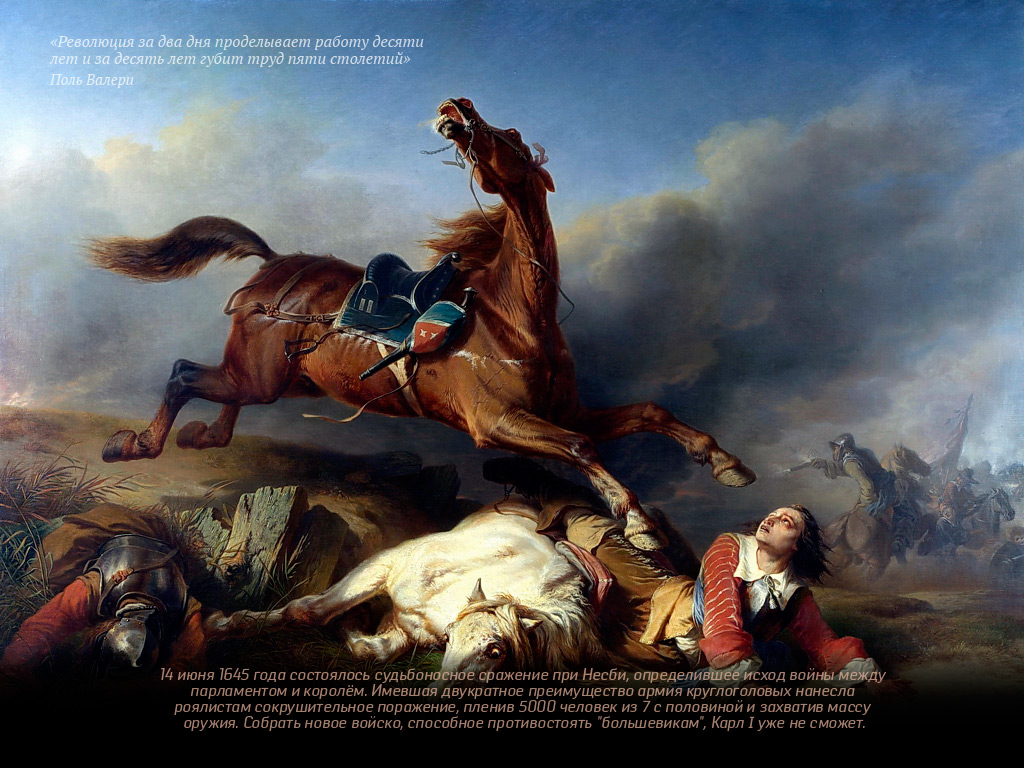 «Революция за два дня проделывает работу десяти
лет и за десять лет губит труд пяти столетий»
Поль Валери
14 июня 1645 года состоялось судьбоносное сражение при Несби, определившее исход войны между
парламентом и королём. Имевшая двукратное преимущество армия круглоголовых нанесла
роялистам сокрушительное поражение, пленив 5000 человек из 7 с половиной и захватив массу
оружия. Собрать новое войско, способное противостоять "большевикам", Карл I уже не сможет.